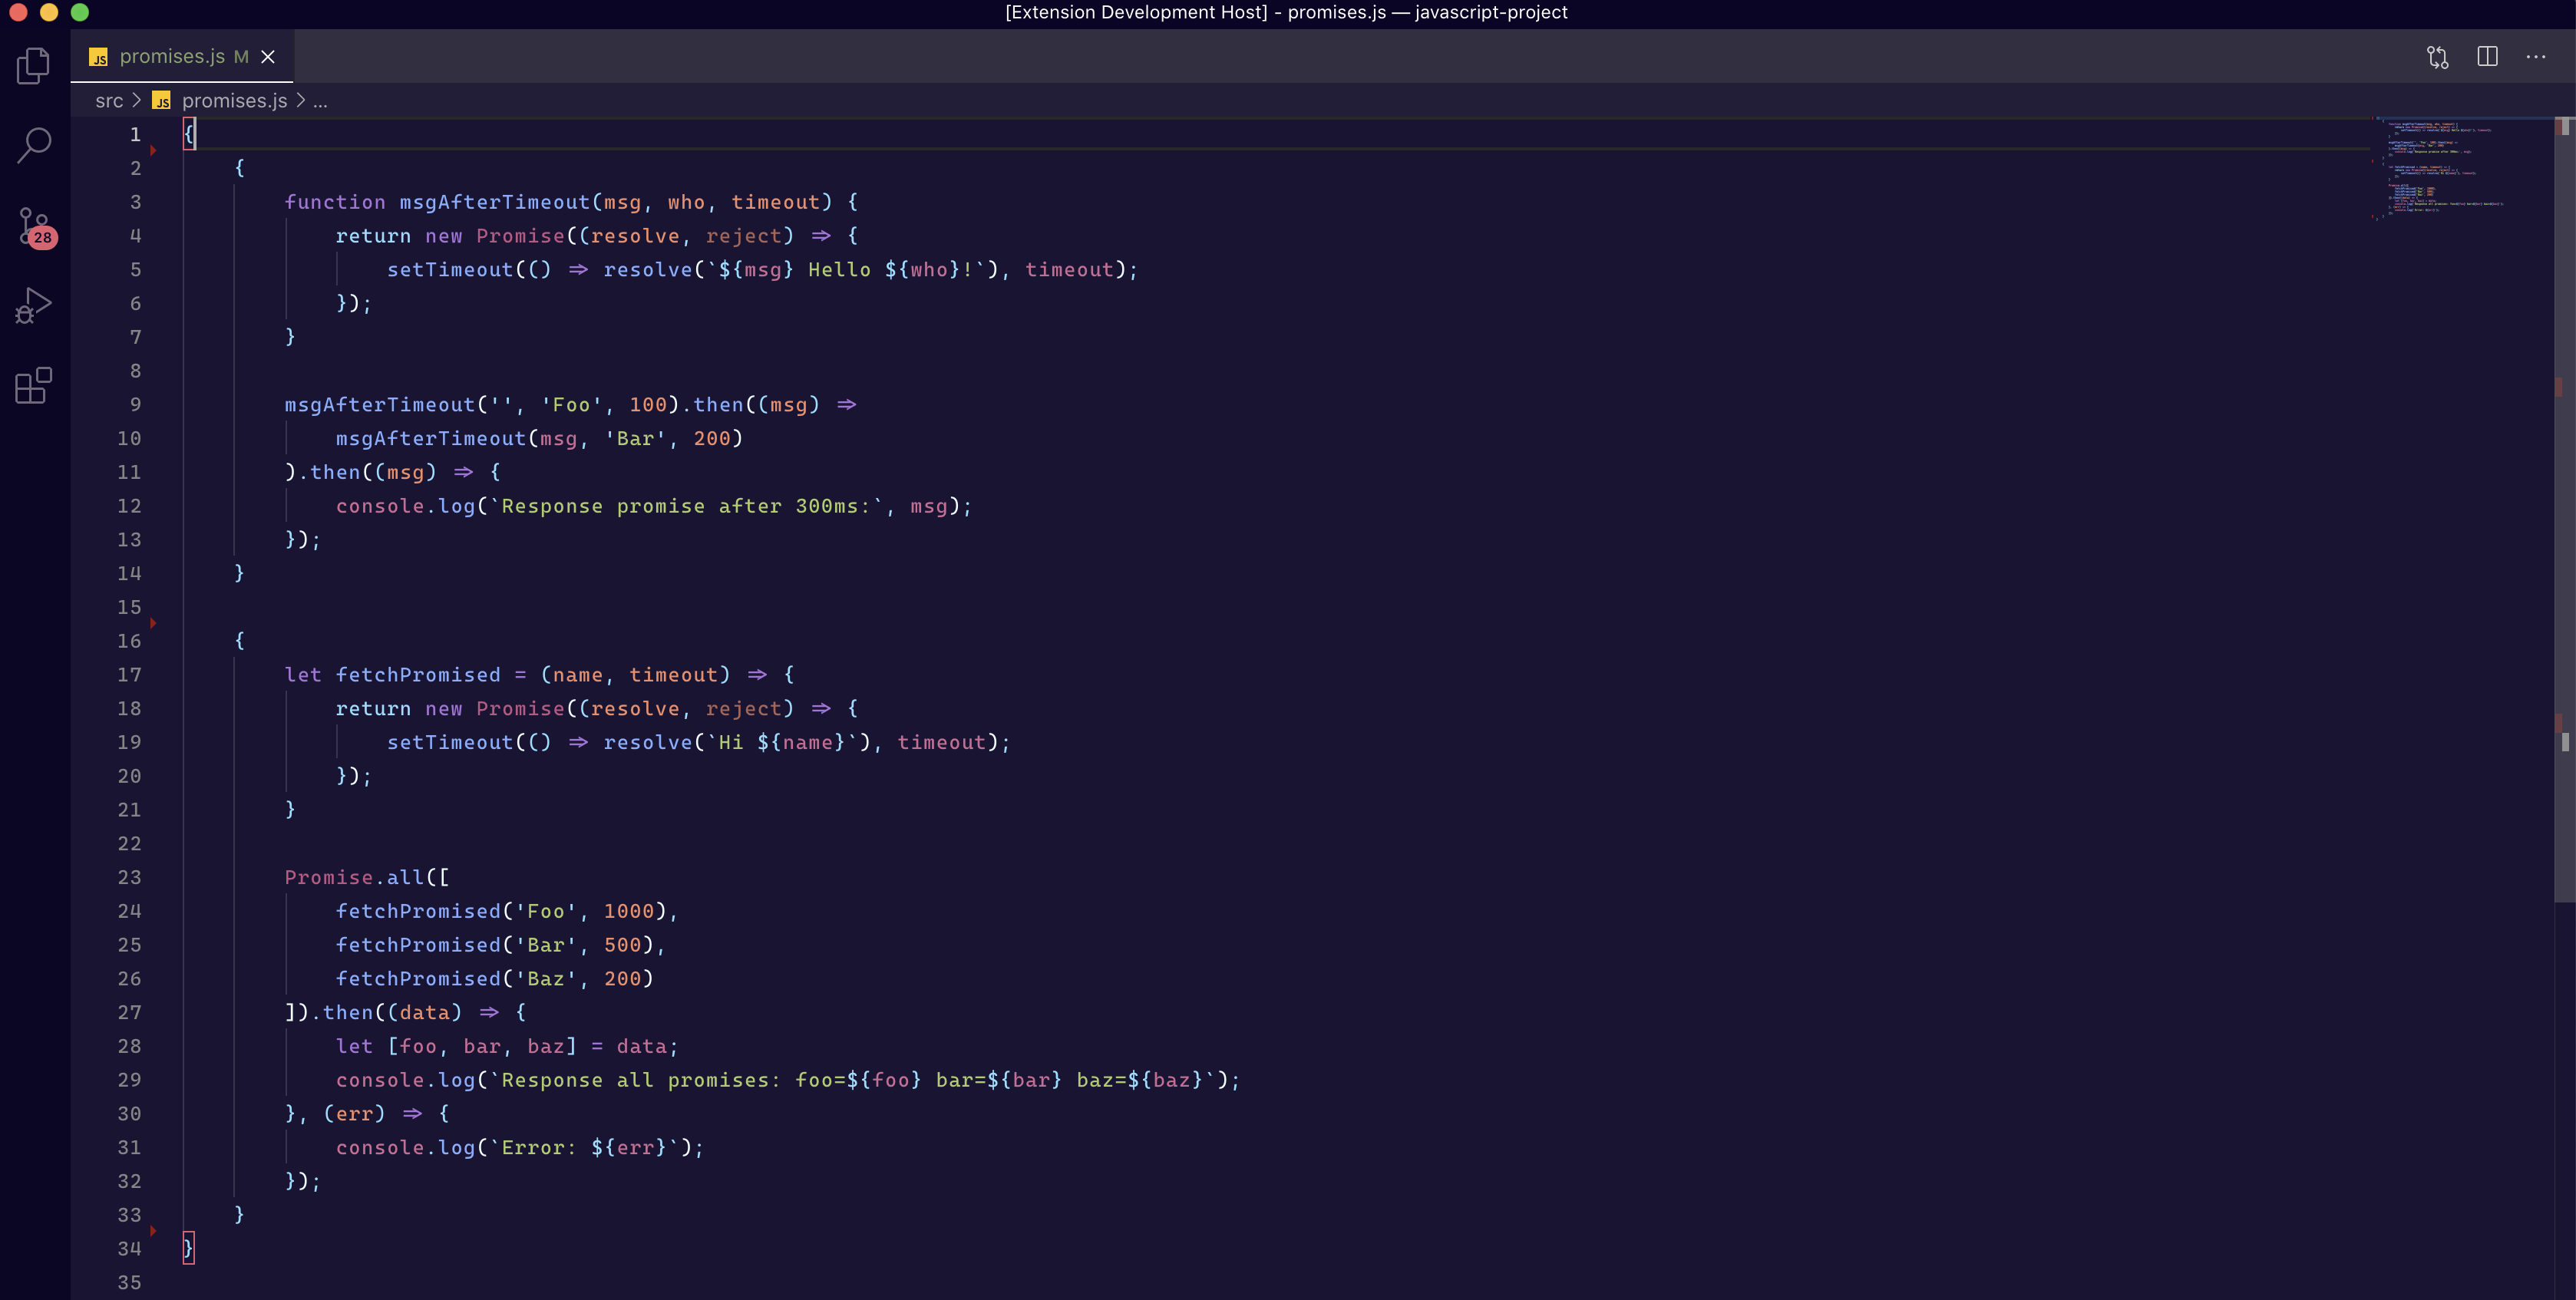 [Extension Development Host] - promises.js — javascript-project
JS promises.js M
src > JS promises.js > ...
28
1 {
2     {
3         function msgAfterTimeout(msg, who, timeout) {
4             return new Promise((resolve, reject) => {
5                 setTimeout(() => resolve(`${msg} Hello ${who}!`), timeout);
6             });
7         }
8
9         msgAfterTimeout('', 'Foo', 100).then((msg) =>
10             msgAfterTimeout(msg, 'Bar', 200)
11         ).then((msg) => {
12             console.log(`Response promise after 300ms:`, msg);
13         });
14     }
15
16     {
17         let fetchPromised = (name, timeout) => {
18             return new Promise((resolve, reject) => {
19                 setTimeout(() => resolve(`Hi ${name}`), timeout);
20             });
21         }
22
23         Promise.all([
24             fetchPromised('Foo', 1000),
25             fetchPromised('Bar', 500),
26             fetchPromised('Baz', 200)
27         ]).then((data) => {
28             let [foo, bar, baz] = data;
29             console.log(`Response all promises: foo=${foo} bar=${bar} baz=${baz}`);
30         }, (err) => {
31             console.log(`Error: ${err}`);
32         });
33     }
34 }
35